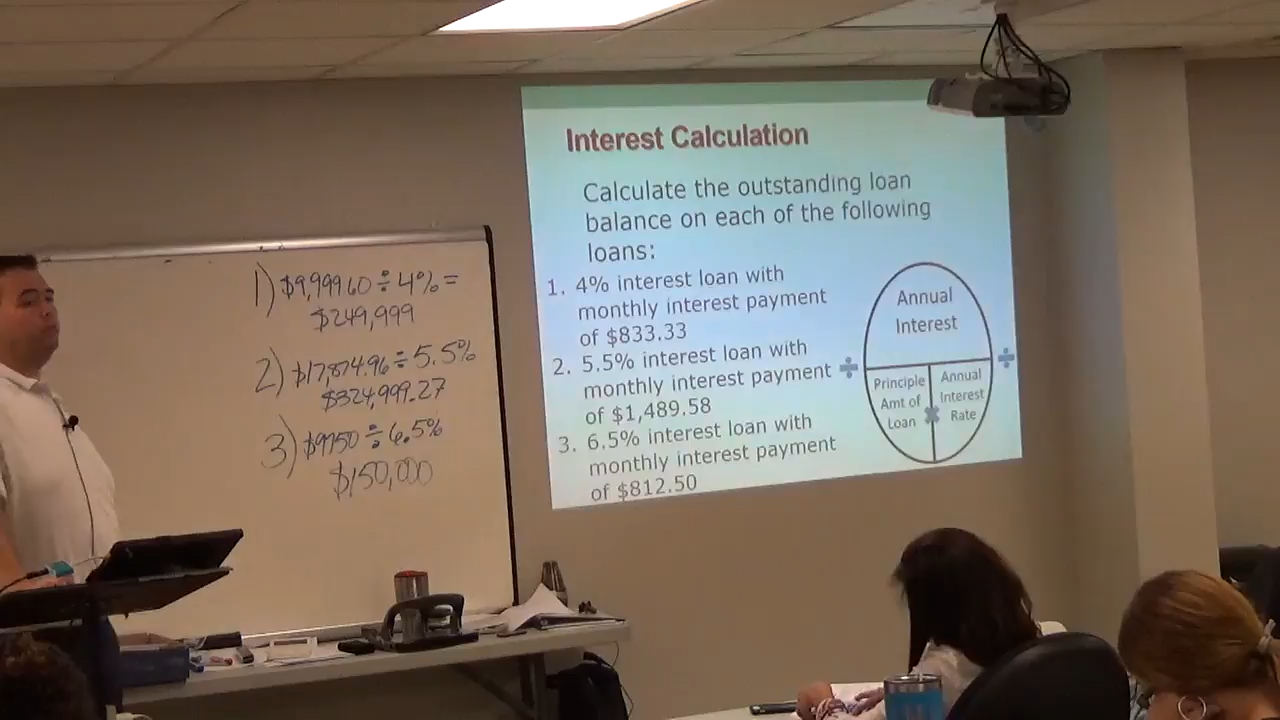 1) $9,999.60 ÷ 4% =
$249,999
2) $17,874.96 ÷ 5.5%
$324,999.27
3) $9750 ÷ 6.5%
$150,000
Interest Calculation
Calculate the outstanding loan
balance on each of the following
loans:
1. 4% interest loan with
monthly interest payment
of $833.33
2. 5.5% interest loan with
monthly interest payment
of $1,489.58
3. 6.5% interest loan with
monthly interest payment
of $812.50
Annual
Interest
÷
÷
Principle
Amt of
Loan
×
Annual
Interest
Rate